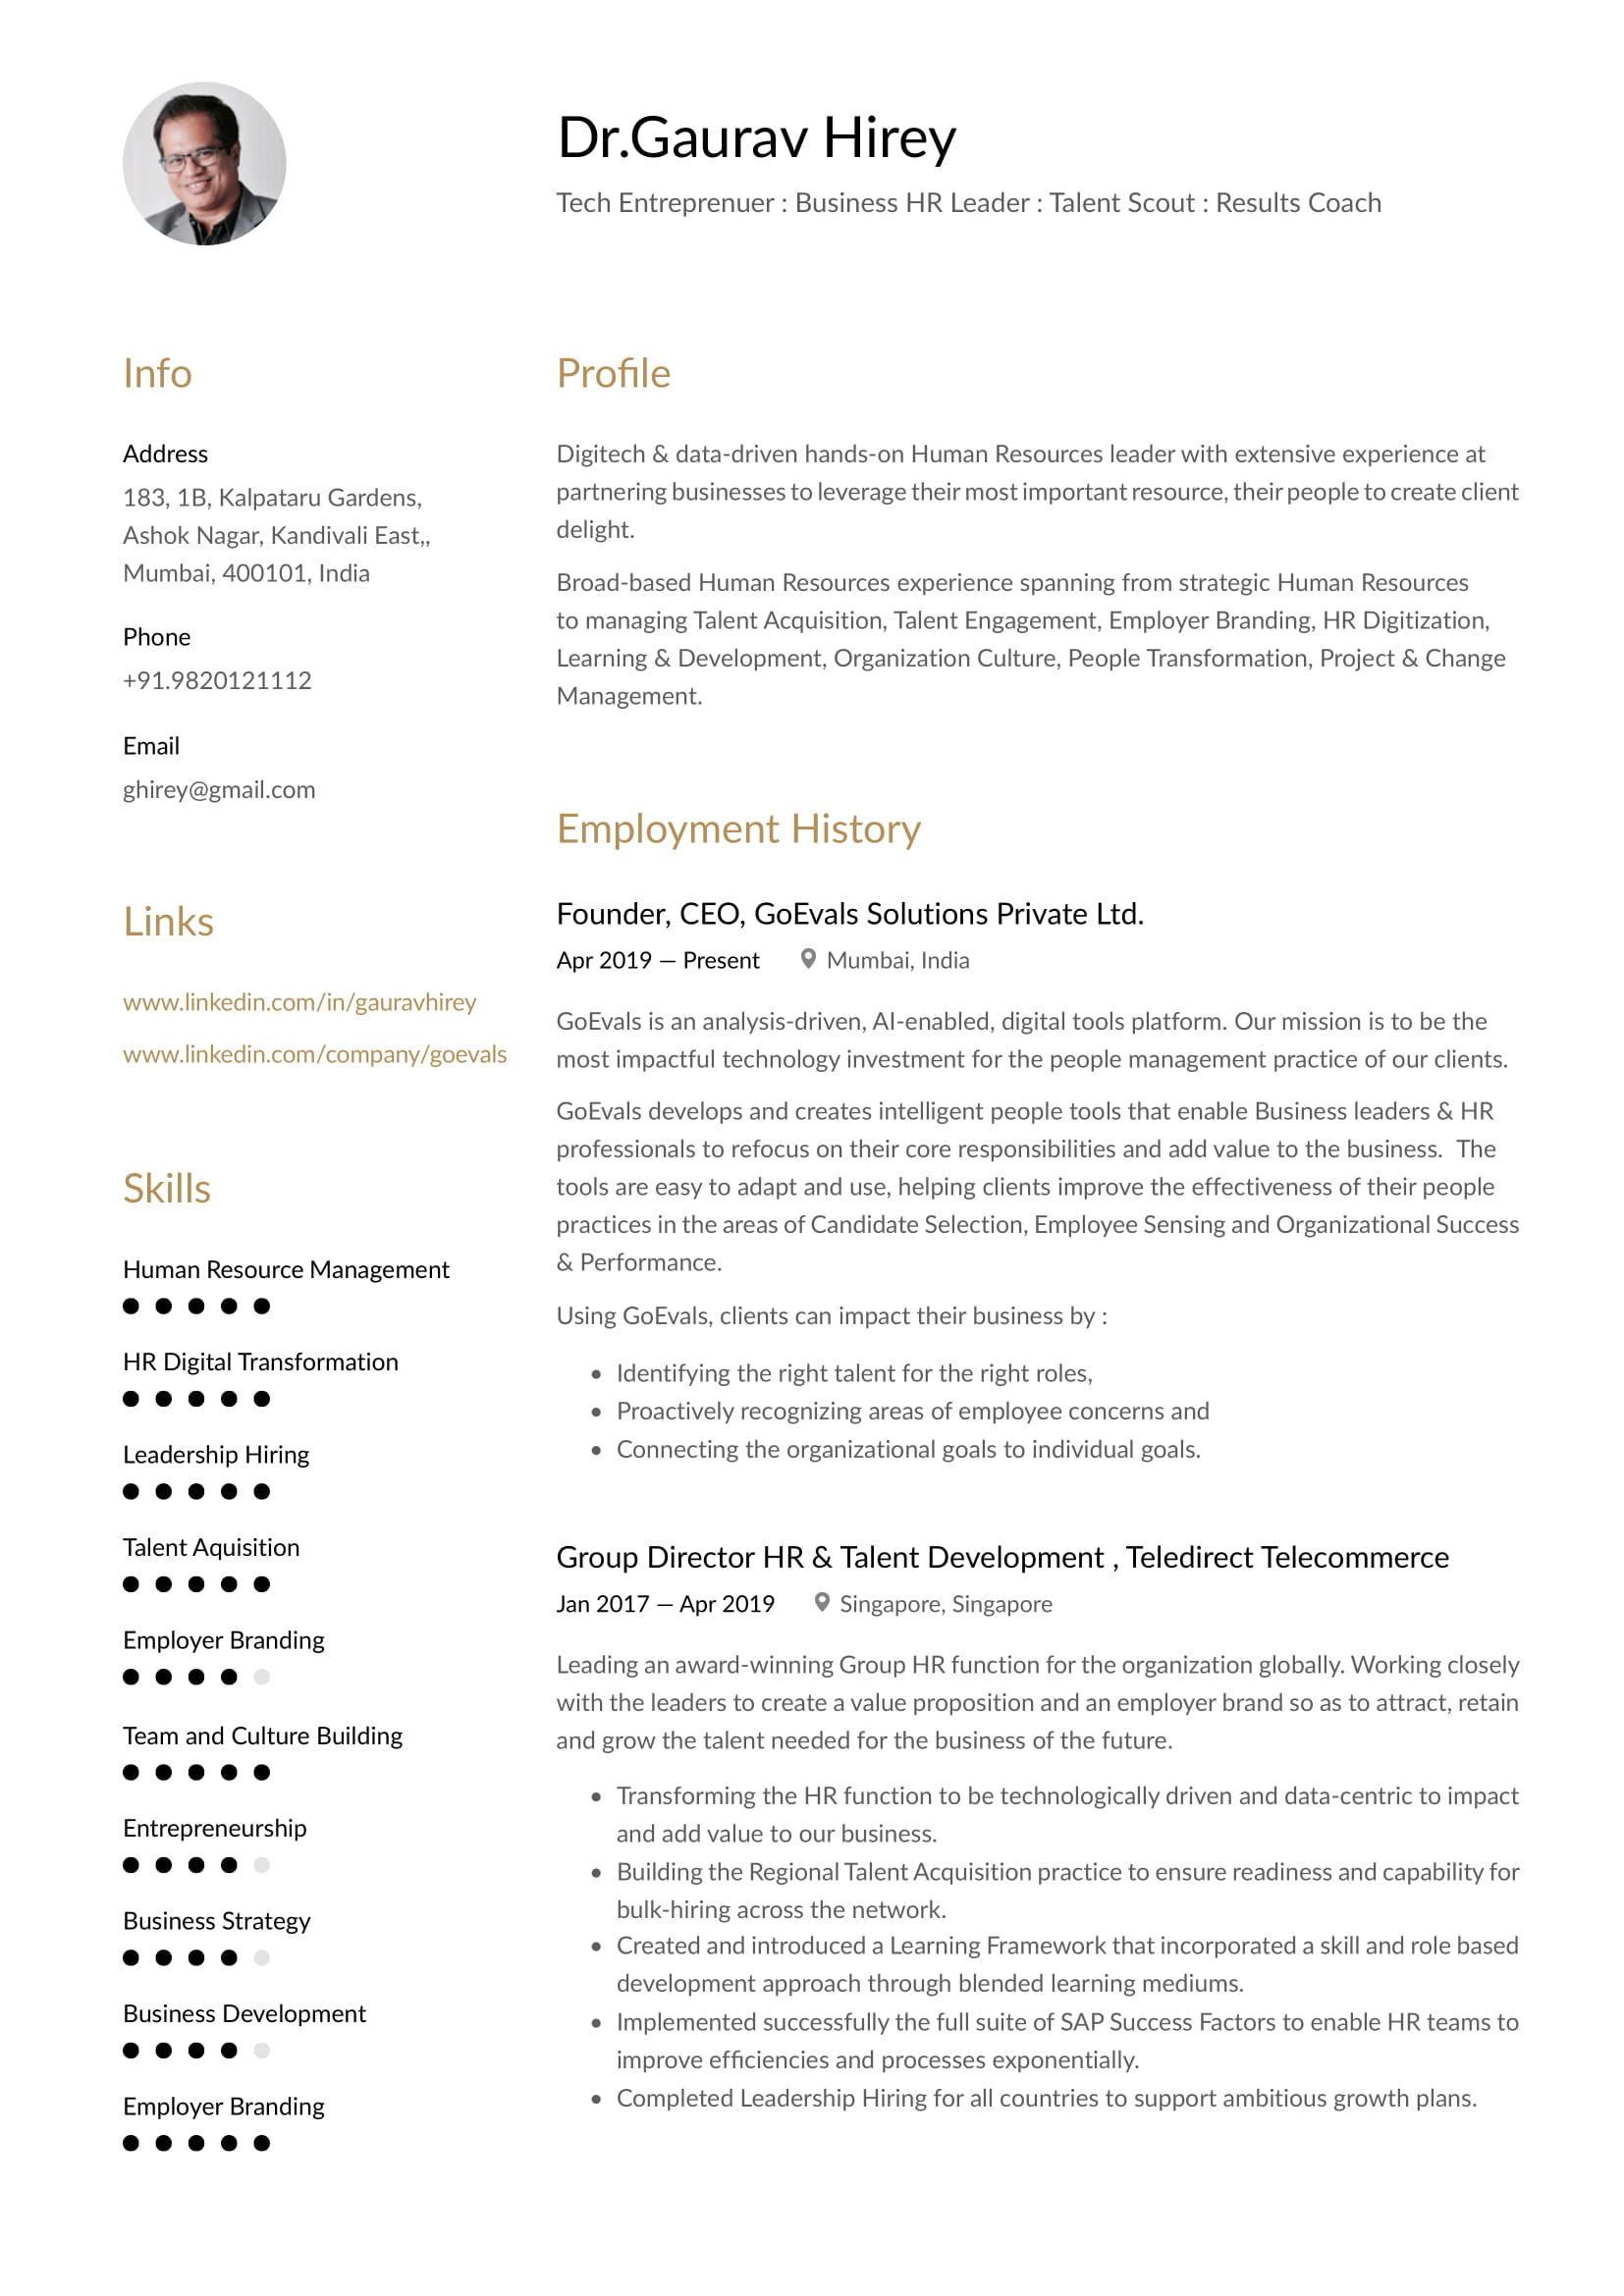 Dr.Gaurav Hirey
Tech Entreprenuer : Business HR Leader : Talent Scout : Results Coach
Info
Address
183, 1B, Kalpataru Gardens,
Ashok Nagar, Kandivali East,,
Mumbai, 400101, India
Phone
+91.9820121112
Email
ghirey@gmail.com
Links
www.linkedin.com/in/gauravhirey
www.linkedin.com/company/goevals
Skills
Human Resource Management
HR Digital Transformation
Leadership Hiring
Talent Aquisition
Employer Branding
Team and Culture Building
Entrepreneurship
Business Strategy
Business Development
Employer Branding
Profile
Digitech & data-driven hands-on Human Resources leader with extensive experience at
partnering businesses to leverage their most important resource, their people to create client
delight.
Broad-based Human Resources experience spanning from strategic Human Resources
to managing Talent Acquisition, Talent Engagement, Employer Branding, HR Digitization,
Learning & Development, Organization Culture, People Transformation, Project & Change
Management.
Employment History
Founder, CEO, GoEvals Solutions Private Ltd.
Apr 2019 — Present Mumbai, India
GoEvals is an analysis-driven, AI-enabled, digital tools platform. Our mission is to be the
most impactful technology investment for the people management practice of our clients.
GoEvals develops and creates intelligent people tools that enable Business leaders & HR
professionals to refocus on their core responsibilities and add value to the business.  The
tools are easy to adapt and use, helping clients improve the effectiveness of their people
practices in the areas of Candidate Selection, Employee Sensing and Organizational Success
& Performance.
Using GoEvals, clients can impact their business by :
• Identifying the right talent for the right roles,
• Proactively recognizing areas of employee concerns and
• Connecting the organizational goals to individual goals.
Group Director HR & Talent Development , Teledirect Telecommerce
Jan 2017 — Apr 2019 Singapore, Singapore
Leading an award-winning Group HR function for the organization globally. Working closely
with the leaders to create a value proposition and an employer brand so as to attract, retain
and grow the talent needed for the business of the future.
• Transforming the HR function to be technologically driven and data-centric to impact
and add value to our business.
• Building the Regional Talent Acquisition practice to ensure readiness and capability for
bulk-hiring across the network.
• Created and introduced a Learning Framework that incorporated a skill and role based
development approach through blended learning mediums.
• Implemented successfully the full suite of SAP Success Factors to enable HR teams to
improve efficiencies and processes exponentially.
• Completed Leadership Hiring for all countries to support ambitious growth plans.